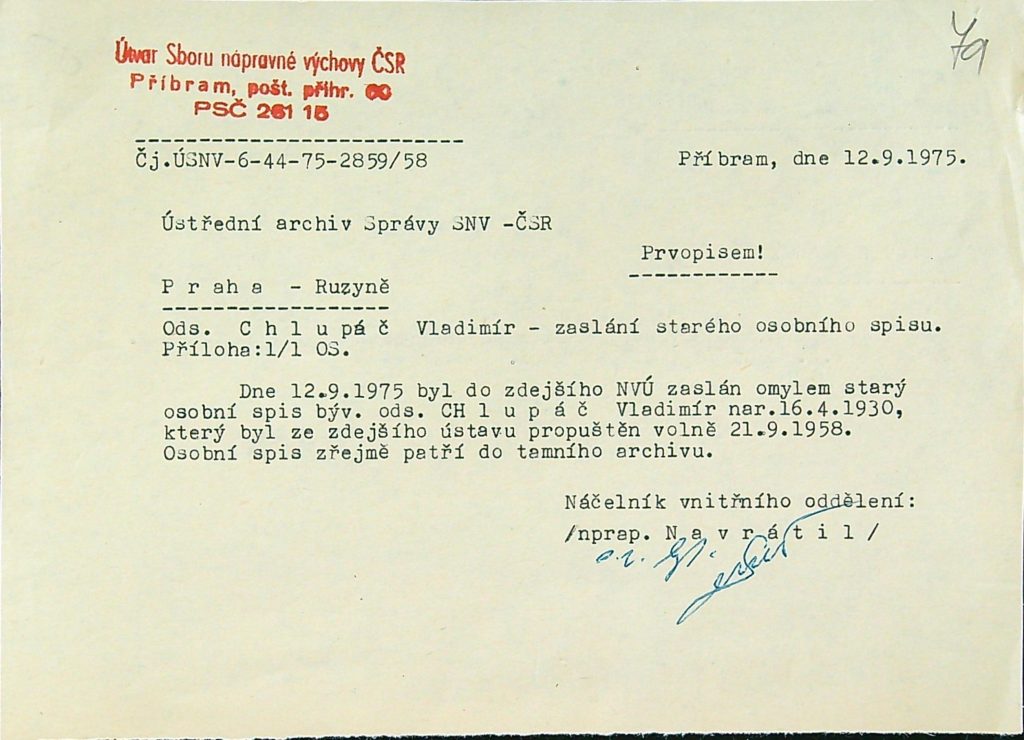 79
Útvar Sboru nápravné výchovy ČSR
Příbram, pošt. přihr.
PSČ 261 15
Čj.ÚSNV-6-44-75-2859/58
Příbram, dne 12.9.1975.
Ústřední archiv Správy SNV -ČSR
Prvopisem!
P r a h a - Ruzyně
Ods. C h l u p á č Vladimír - zaslání starého osobního spisu.
Příloha:1/1 OS.
Dne 12.9.1975 byl do zdejšího NVÚ zaslán omylem starý
osobní spis býv. ods. CH l u p á č Vladimír nar.16.4.1930,
který byl ze zdejšího ústavu propuštěn volně 21.9.1958.
Osobní spis zřejmě patří do tamního archivu.
Náčelník vnitřního oddělení:
/nprap. N a v r á t i l /